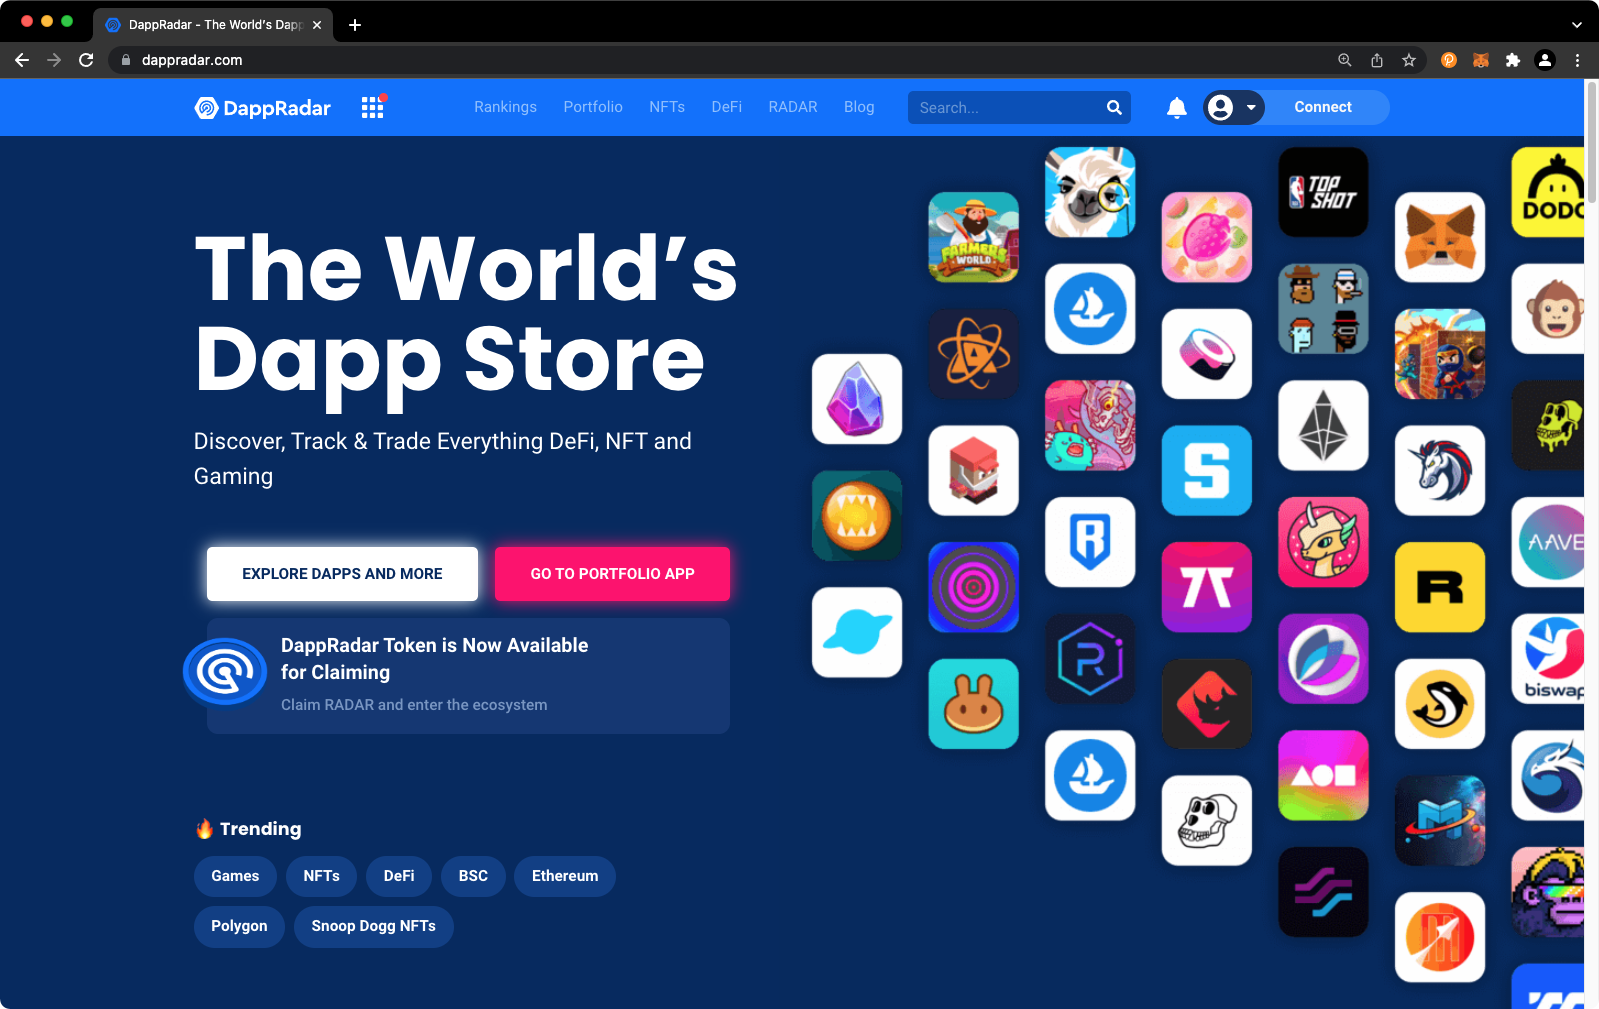 DappRadar - The World's Dapp
dappradar.com
DappRadar
Rankings
Portfolio
NFTs
DeFi
RADAR
Blog
Search...
Connect
The World’s
Dapp Store
Discover, Track & Trade Everything DeFi, NFT and
Gaming
EXPLORE DAPPS AND MORE
GO TO PORTFOLIO APP
DappRadar Token is Now Available
for Claiming
Claim RADAR and enter the ecosystem
Trending
Games
NFTs
DeFi
BSC
Ethereum
Polygon
Snoop Dogg NFTs
FARMERS
WORLD
TOP
SHOT
DODO
S
R
R
R
AAVE
biswap
M